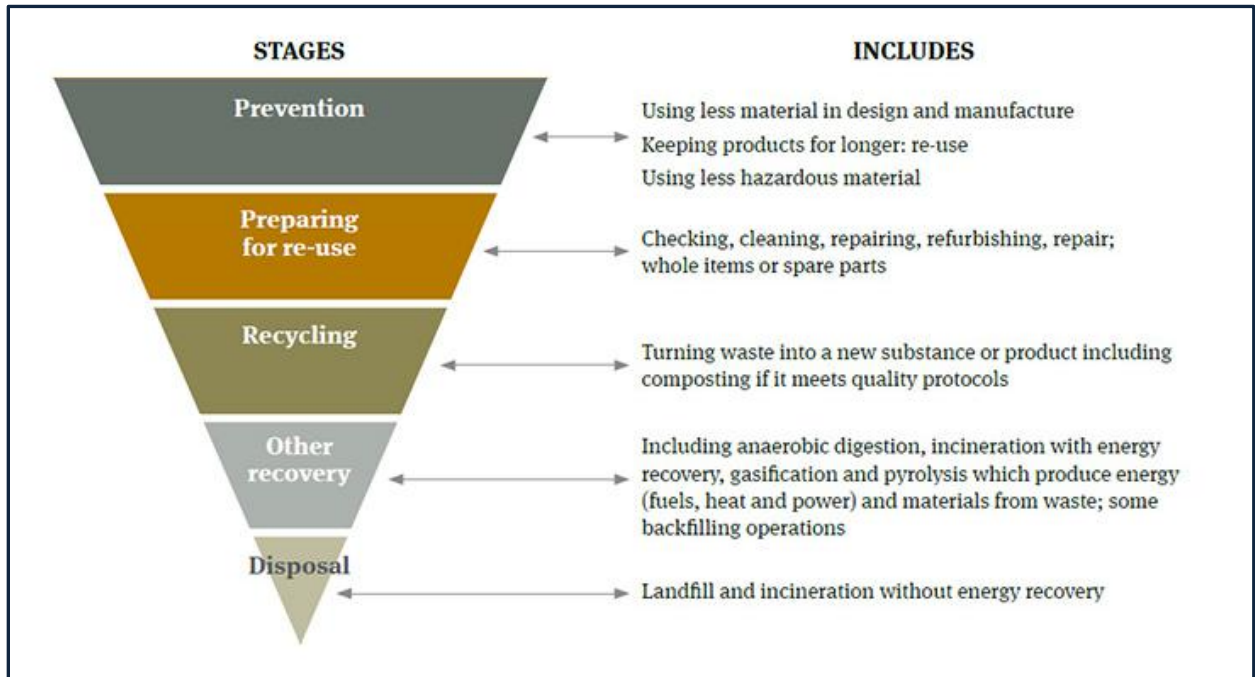 STAGES
INCLUDES
Prevention
Using less material in design and manufacture
Keeping products for longer: re-use
Using less hazardous material
Preparing
for re-use
Checking, cleaning, repairing, refurbishing, repair;
whole items or spare parts
Recycling
Turning waste into a new substance or product including
composting if it meets quality protocols
Other
recovery
Including anaerobic digestion, incineration with energy
recovery, gasification and pyrolysis which produce energy
(fuels, heat and power) and materials from waste; some
backfilling operations
Disposal
Landfill and incineration without energy recovery